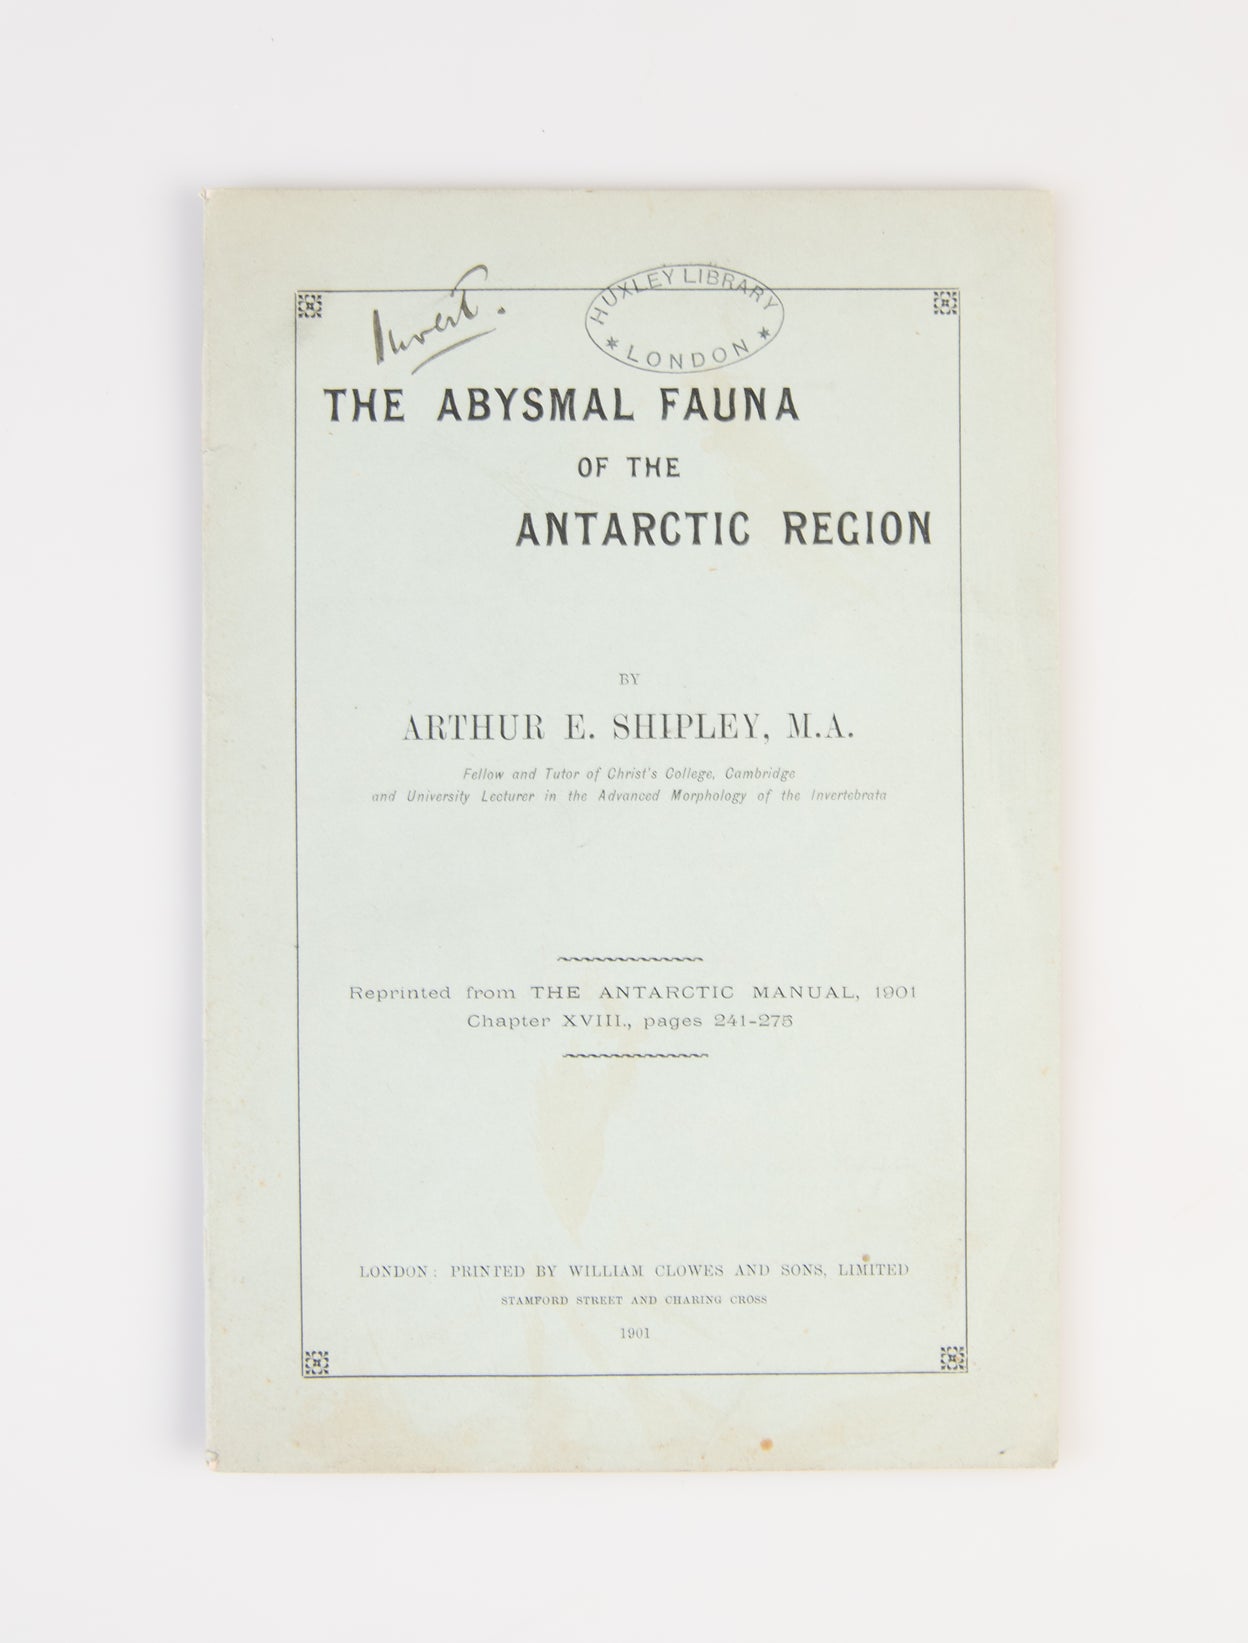 Invert.
HUXLEY LIBRARY
* LONDON *
THE ABYSMAL FAUNA
OF THE
ANTARCTIC REGION
BY
ARTHUR E. SHIPLEY, M.A.
Fellow and Tutor of Christ's College, Cambridge
and University Lecturer in the Advanced Morphology of the Invertebrata
Reprinted from THE ANTARCTIC MANUAL, 1901
Chapter XVIII., pages 241-275
LONDON: PRINTED BY WILLIAM CLOWES AND SONS, LIMITED
STAMFORD STREET AND CHARING CROSS
1901